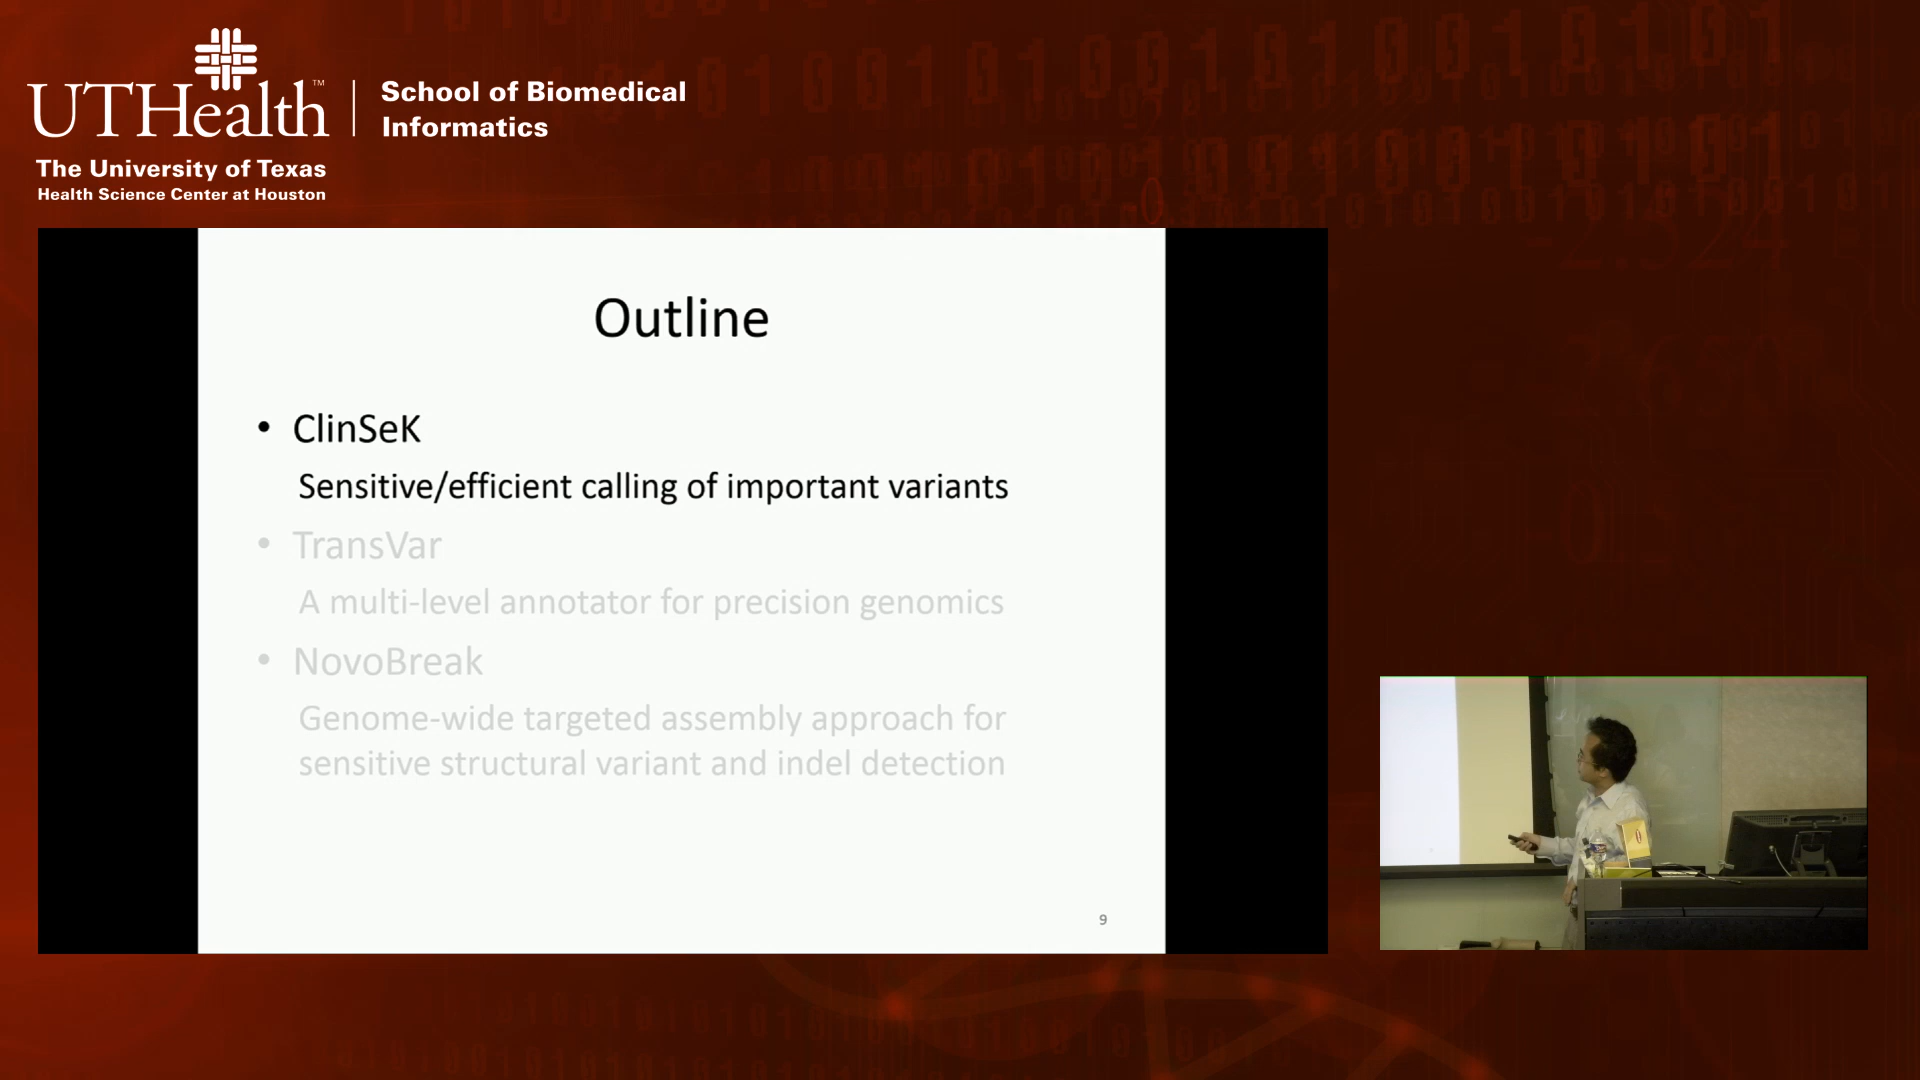 UTHealth™
School of Biomedical
Informatics
The University of Texas
Health Science Center at Houston
Outline
• ClinSeK
Sensitive/efficient calling of important variants
• TransVar
A multi-level annotator for precision genomics
• NovoBreak
Genome-wide targeted assembly approach for
sensitive structural variant and indel detection
9